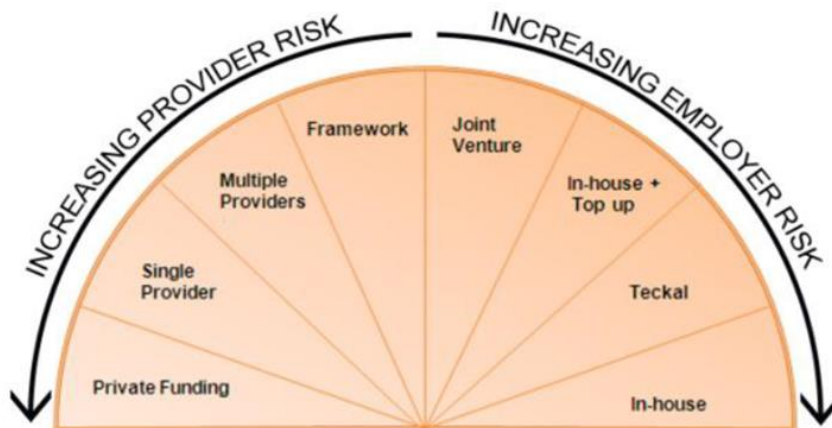 INCREASING PROVIDER RISK
INCREASING EMPLOYER RISK
Framework
Joint
Venture
Multiple
Providers
In-house +
Top up
Single
Provider
Teckal
Private Funding
In-house